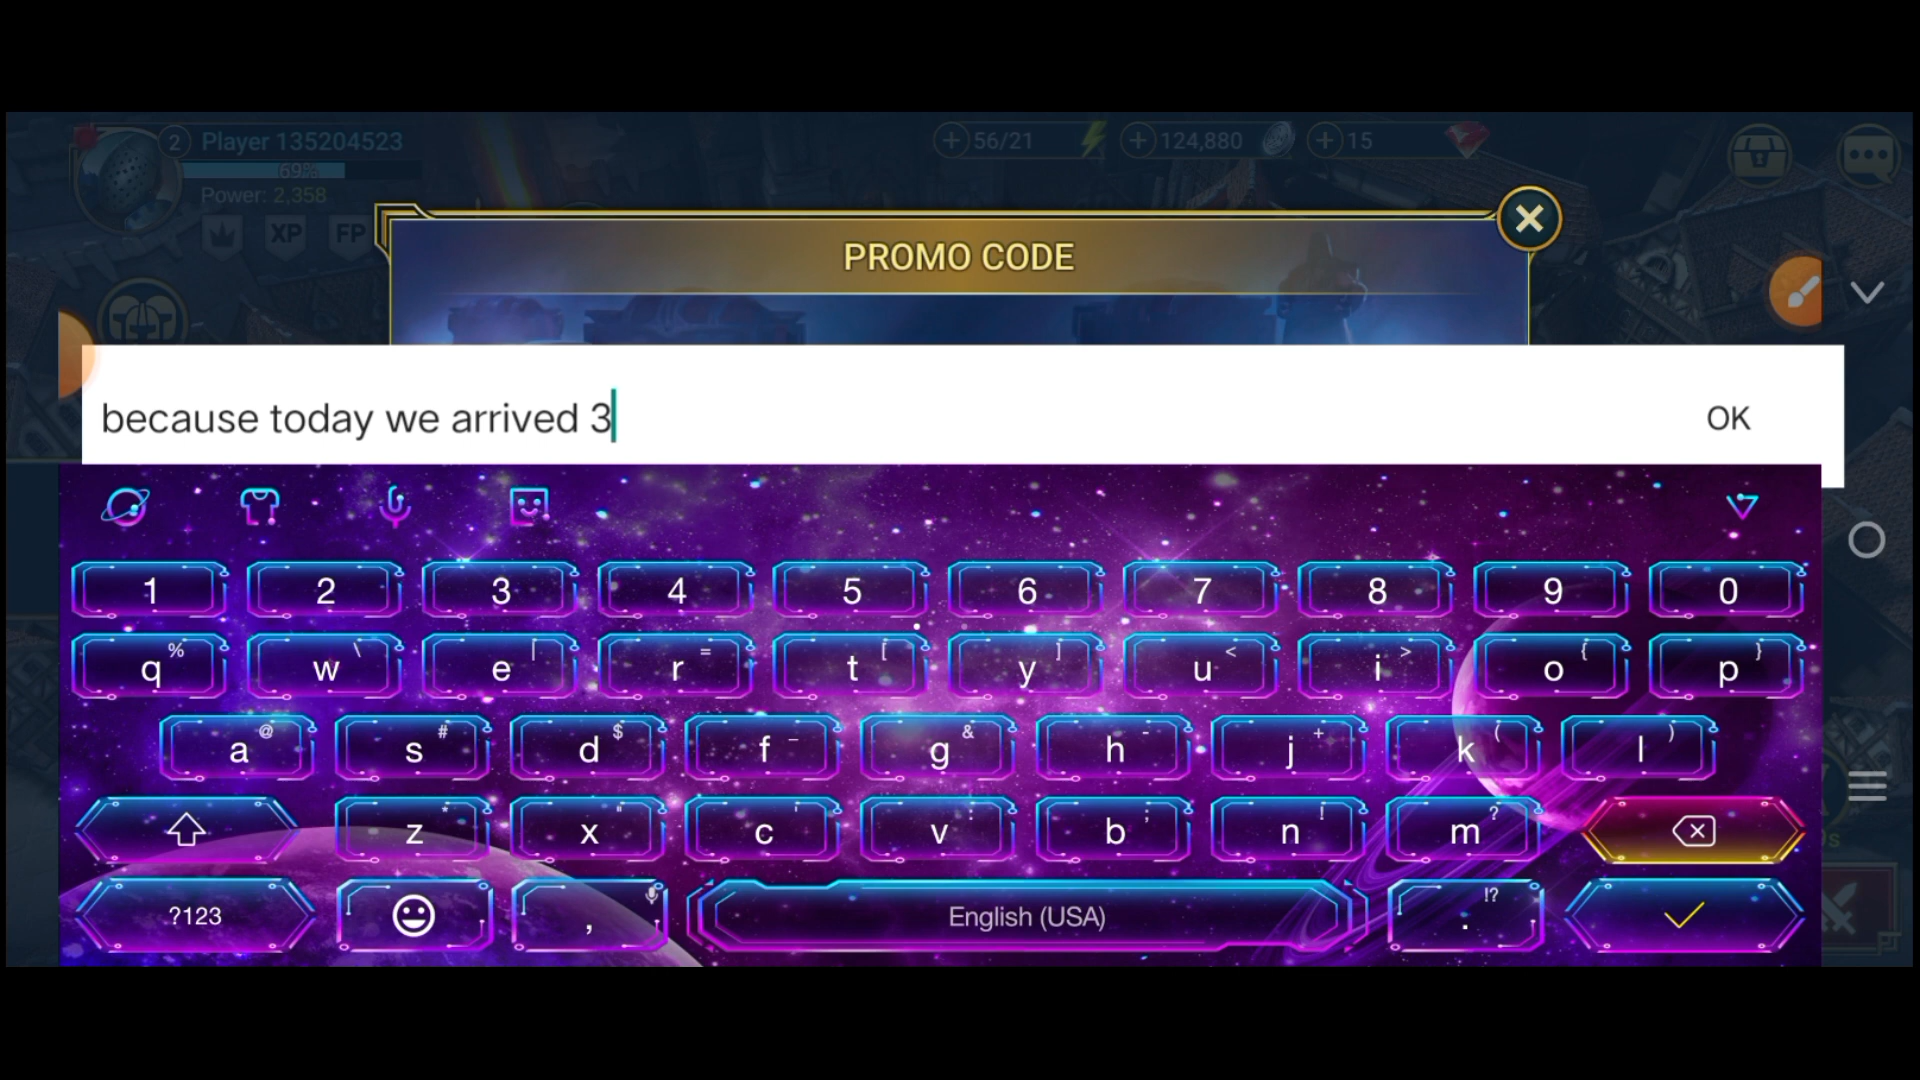 2 Player 135204523
56/21
124,880
15
69%
Power: 2,358
XP FP
PROMO CODE
because today we arrived 3
OK
1 2 3 4 5 6 7 8 9 0
q % w \ e | r = t [ y ] u < i > o { p }
a @ s # d $ f _ g & h - j + k ( l )
z * x " c ' v : b ; n ! m ?
?123 , English (USA) . !?